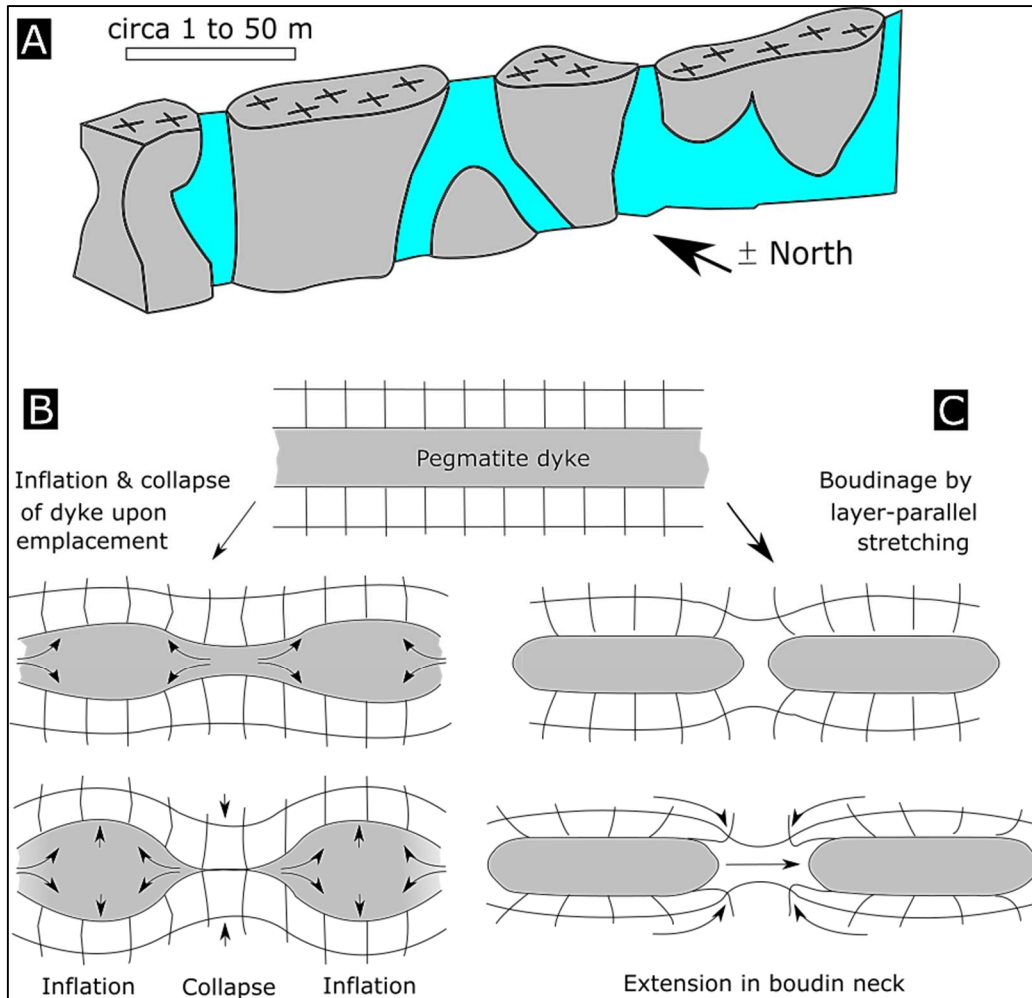 A
circa 1 to 50 m
± North
B
C
Pegmatite dyke
Inflation & collapse
of dyke upon
emplacement
Boudinage by
layer-parallel
stretching
Inflation
Collapse
Inflation
Extension in boudin neck